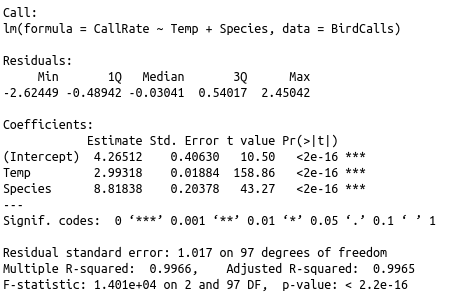 Call:
lm(formula = CallRate ~ Temp + Species, data = BirdCalls)

Residuals:
     Min       1Q   Median       3Q      Max
-2.62449 -0.48942 -0.03041  0.54017  2.45042

Coefficients:
            Estimate Std. Error t value Pr(>|t|)
(Intercept)  4.26512    0.40630   10.50   <2e-16 ***
Temp         2.99318    0.01884  158.86   <2e-16 ***
Species      8.81838    0.20378   43.27   <2e-16 ***
---
Signif. codes:  0 ‘***’ 0.001 ‘**’ 0.01 ‘*’ 0.05 ‘.’ 0.1 ‘ ’ 1

Residual standard error: 1.017 on 97 degrees of freedom
Multiple R-squared:  0.9966,    Adjusted R-squared:  0.9965
F-statistic: 1.401e+04 on 2 and 97 DF,  p-value: < 2.2e-16